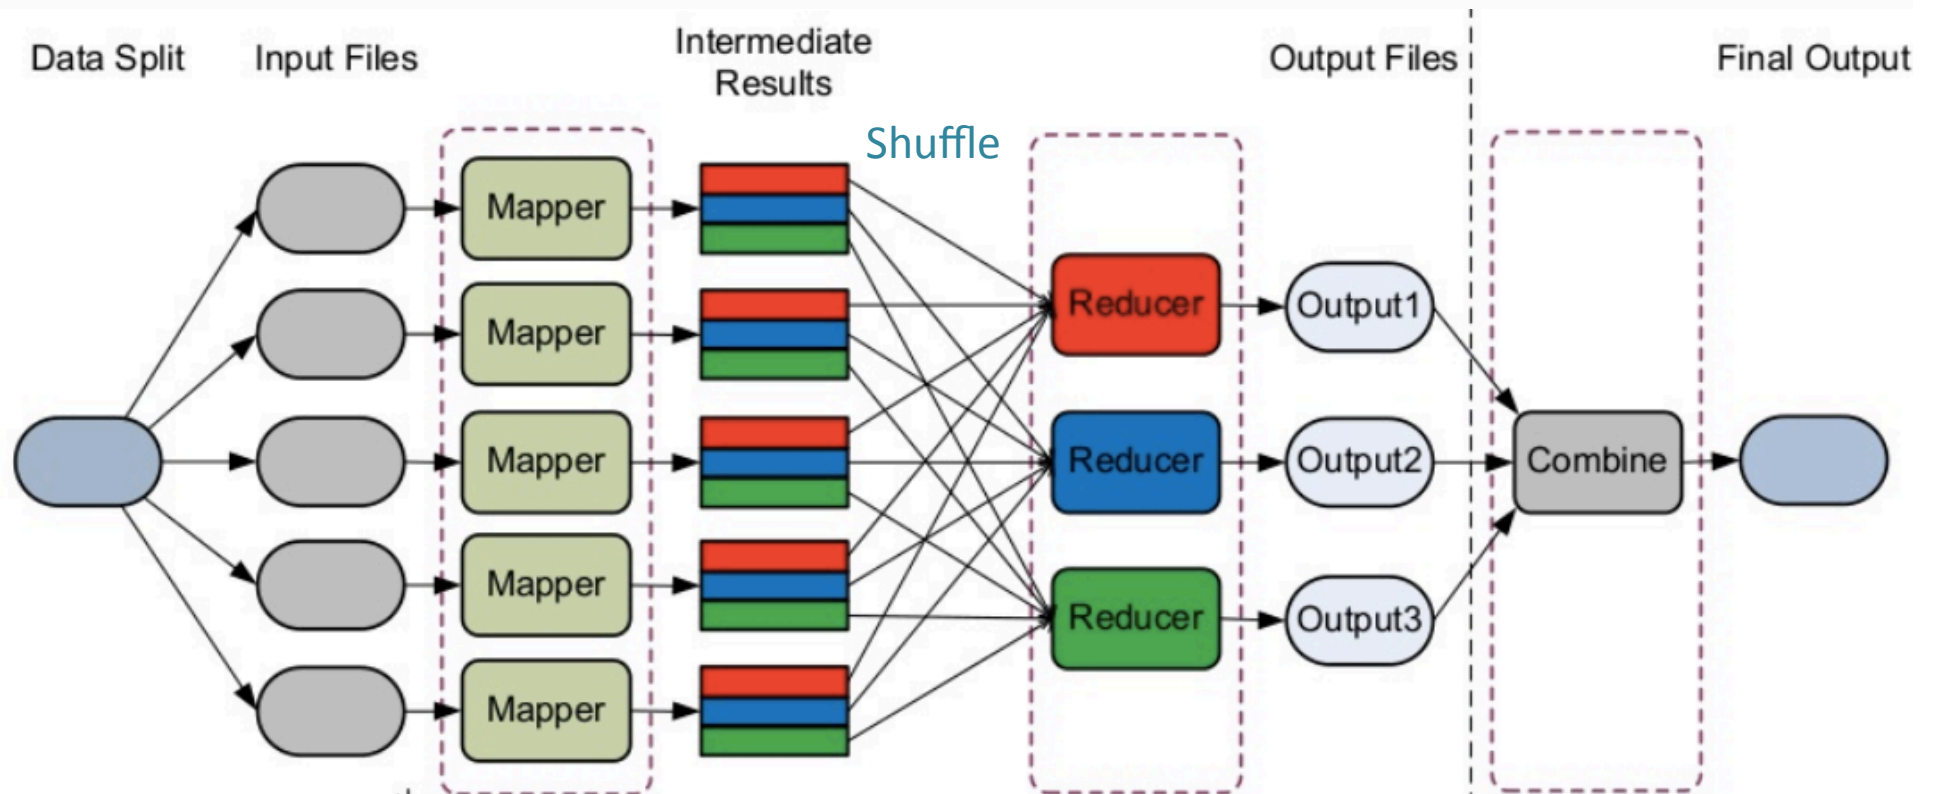 Data Split
Input Files
Intermediate
Results
Output Files
Final Output
Shuffle
Mapper
Mapper
Mapper
Mapper
Mapper
Reducer
Reducer
Reducer
Output1
Output2
Output3
Combine